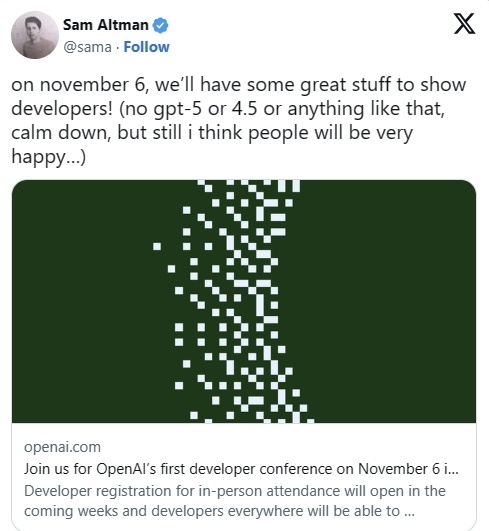 Sam Altman
@sama · Follow
on november 6, we’ll have some great stuff to show
developers! (no gpt-5 or 4.5 or anything like that,
calm down, but still i think people will be very
happy…)
openai.com
Join us for OpenAI’s first developer conference on November 6 i...
Developer registration for in-person attendance will open in the
coming weeks and developers everywhere will be able to ...